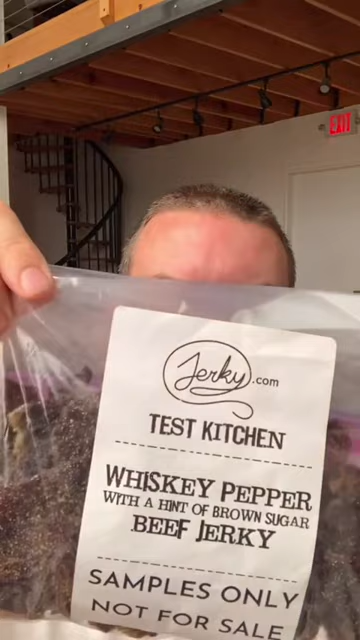 EXIT
Jerky.com
TEST KITCHEN
WHISKEY PEPPER
WITH A HINT OF BROWN SUGAR
BEEF JERKY
SAMPLES ONLY
NOT FOR SALE